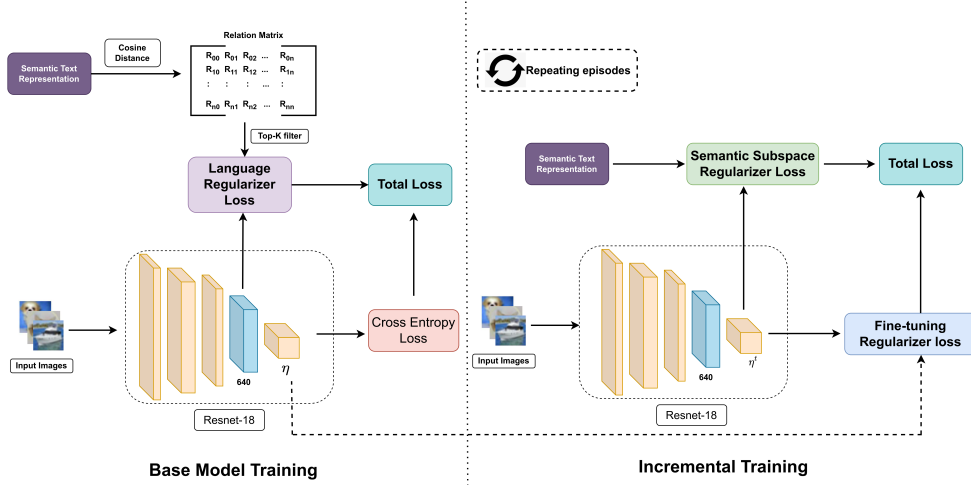 Relation Matrix
Cosine
Distance
Semantic Text
Representation
R00 R01 R02 ... R0n
R10 R11 R12 ... R1n
: : : ... :
Rn0 Rn1 Rn2 ... Rnn
Top-K filter
Language
Regularizer
Loss
Total Loss
Cross Entropy
Loss
Input Images
640
η
Resnet-18
Base Model Training
Repeating episodes
Semantic Text
Representation
Semantic Subspace
Regularizer Loss
Total Loss
Fine-tuning
Regularizer loss
Input Images
640
ηt
Resnet-18
Incremental Training